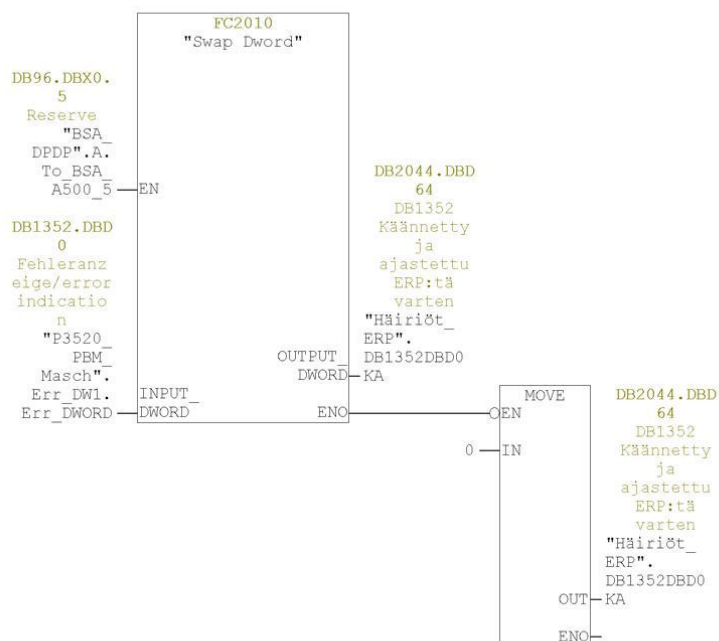 FC2010
"Swap Dword"
DB96.DBX0.
5
Reserve
"BSA_
DPDP".A.
To_BSA_
A500_5
EN
DB1352.DBD
0
Fehleranz
eige/error
indicatio
n
"P3520_
PBM_
Masch".
Err_DW1.
Err_DWORD
INPUT_
DWORD
DB2044.DBD
64
DB1352
Käännetty
ja
ajastettu
ERP:tä
varten
"Häiriöt_
ERP".
DB1352DBD0
KA
OUTPUT_
DWORD
ENO
MOVE
EN
0
IN
DB2044.DBD
64
DB1352
Käännetty
ja
ajastettu
ERP:tä
varten
"Häiriöt_
ERP".
DB1352DBD0
KA
OUT
ENO